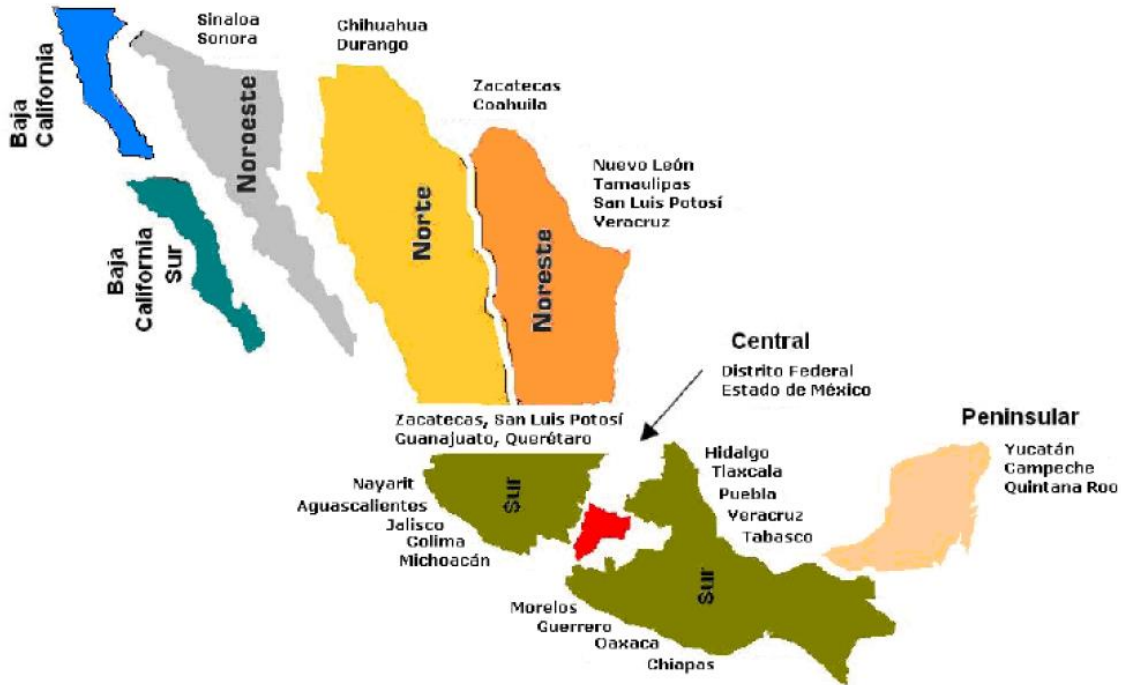 Sinaloa
Sonora
Chihuahua
Durango
Zacatecas
Coahuila
Nuevo León
Tamaulipas
San Luis Potosí
Veracruz
Baja
California
Noroeste
Norte
Noreste
Baja
California
Sur
Central
Distrito Federal
Estado de México
Zacatecas, San Luis Potosí
Guanajuato, Querétaro
Peninsular
Yucatán
Campeche
Quintana Roo
Nayarit
Aguascalientes
Jalisco
Colima
Michoacán
Sur
Hidalgo
Tlaxcala
Puebla
Veracruz
Tabasco
Sur
Morelos
Guerrero
Oaxaca
Chiapas